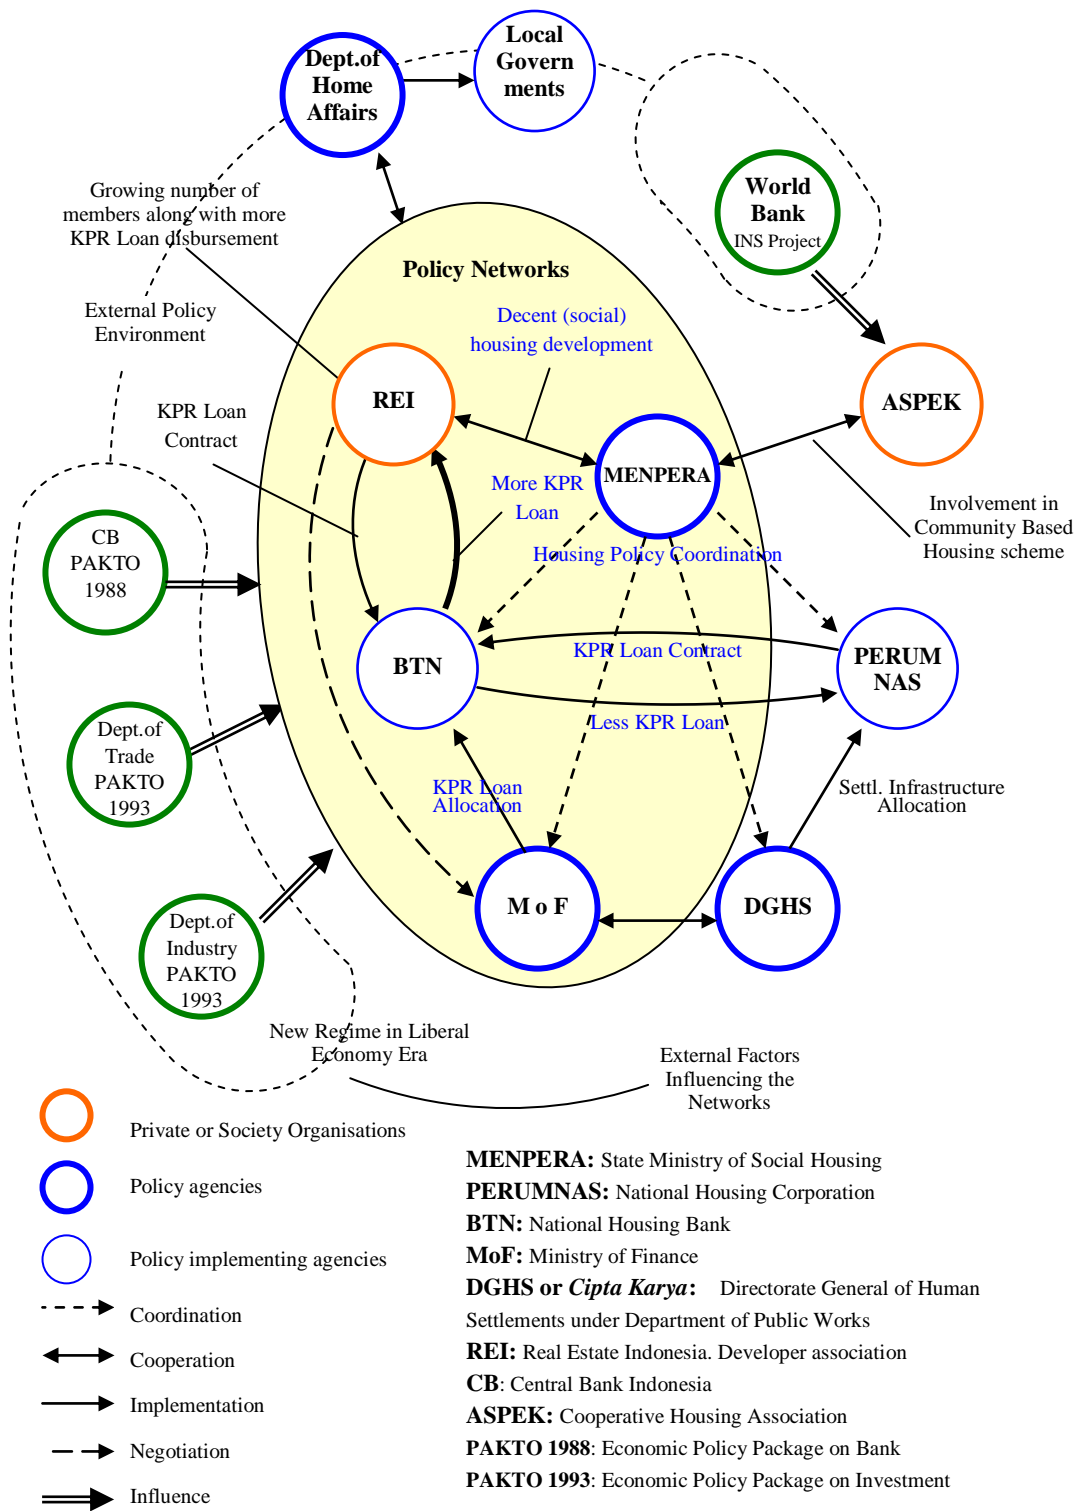 Dept.of
Home
Affairs
Local
Govern
ments
World
Bank
INS Project
Growing number of
members along with more
KPR Loan disbursement
Policy Networks
External Policy
Environment
Decent (social)
housing development
REI
ASPEK
KPR Loan
Contract
MENPERA
More KPR
Loan
Involvement in
Community Based
Housing scheme
CB
PAKTO
1988
Housing Policy Coordination
BTN
KPR Loan Contract
PERUM
NAS
Less KPR Loan
Dept.of
Trade
PAKTO
1993
KPR Loan
Allocation
Settl. Infrastructure
Allocation
M o F
DGHS
Dept.of
Industry
PAKTO
1993
New Regime in Liberal
Economy Era
External Factors
Influencing the
Networks
Private or Society Organisations
Policy agencies
Policy implementing agencies
Coordination
Cooperation
Implementation
Negotiation
Influence
MENPERA: State Ministry of Social Housing
PERUMNAS: National Housing Corporation
BTN: National Housing Bank
MoF: Ministry of Finance
DGHS or Cipta Karya: Directorate General of Human
Settlements under Department of Public Works
REI: Real Estate Indonesia. Developer association
CB: Central Bank Indonesia
ASPEK: Cooperative Housing Association
PAKTO 1988: Economic Policy Package on Bank
PAKTO 1993: Economic Policy Package on Investment